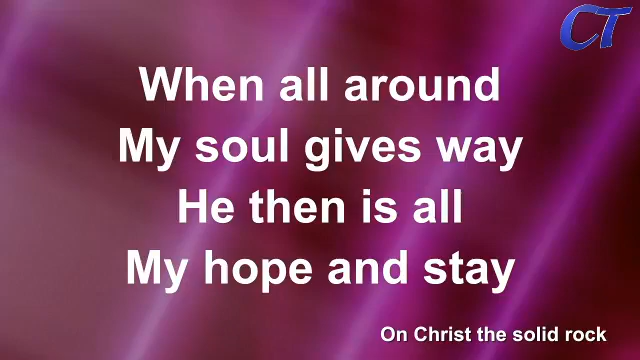 CT
When all around
My soul gives way
He then is all
My hope and stay
On Christ the solid rock